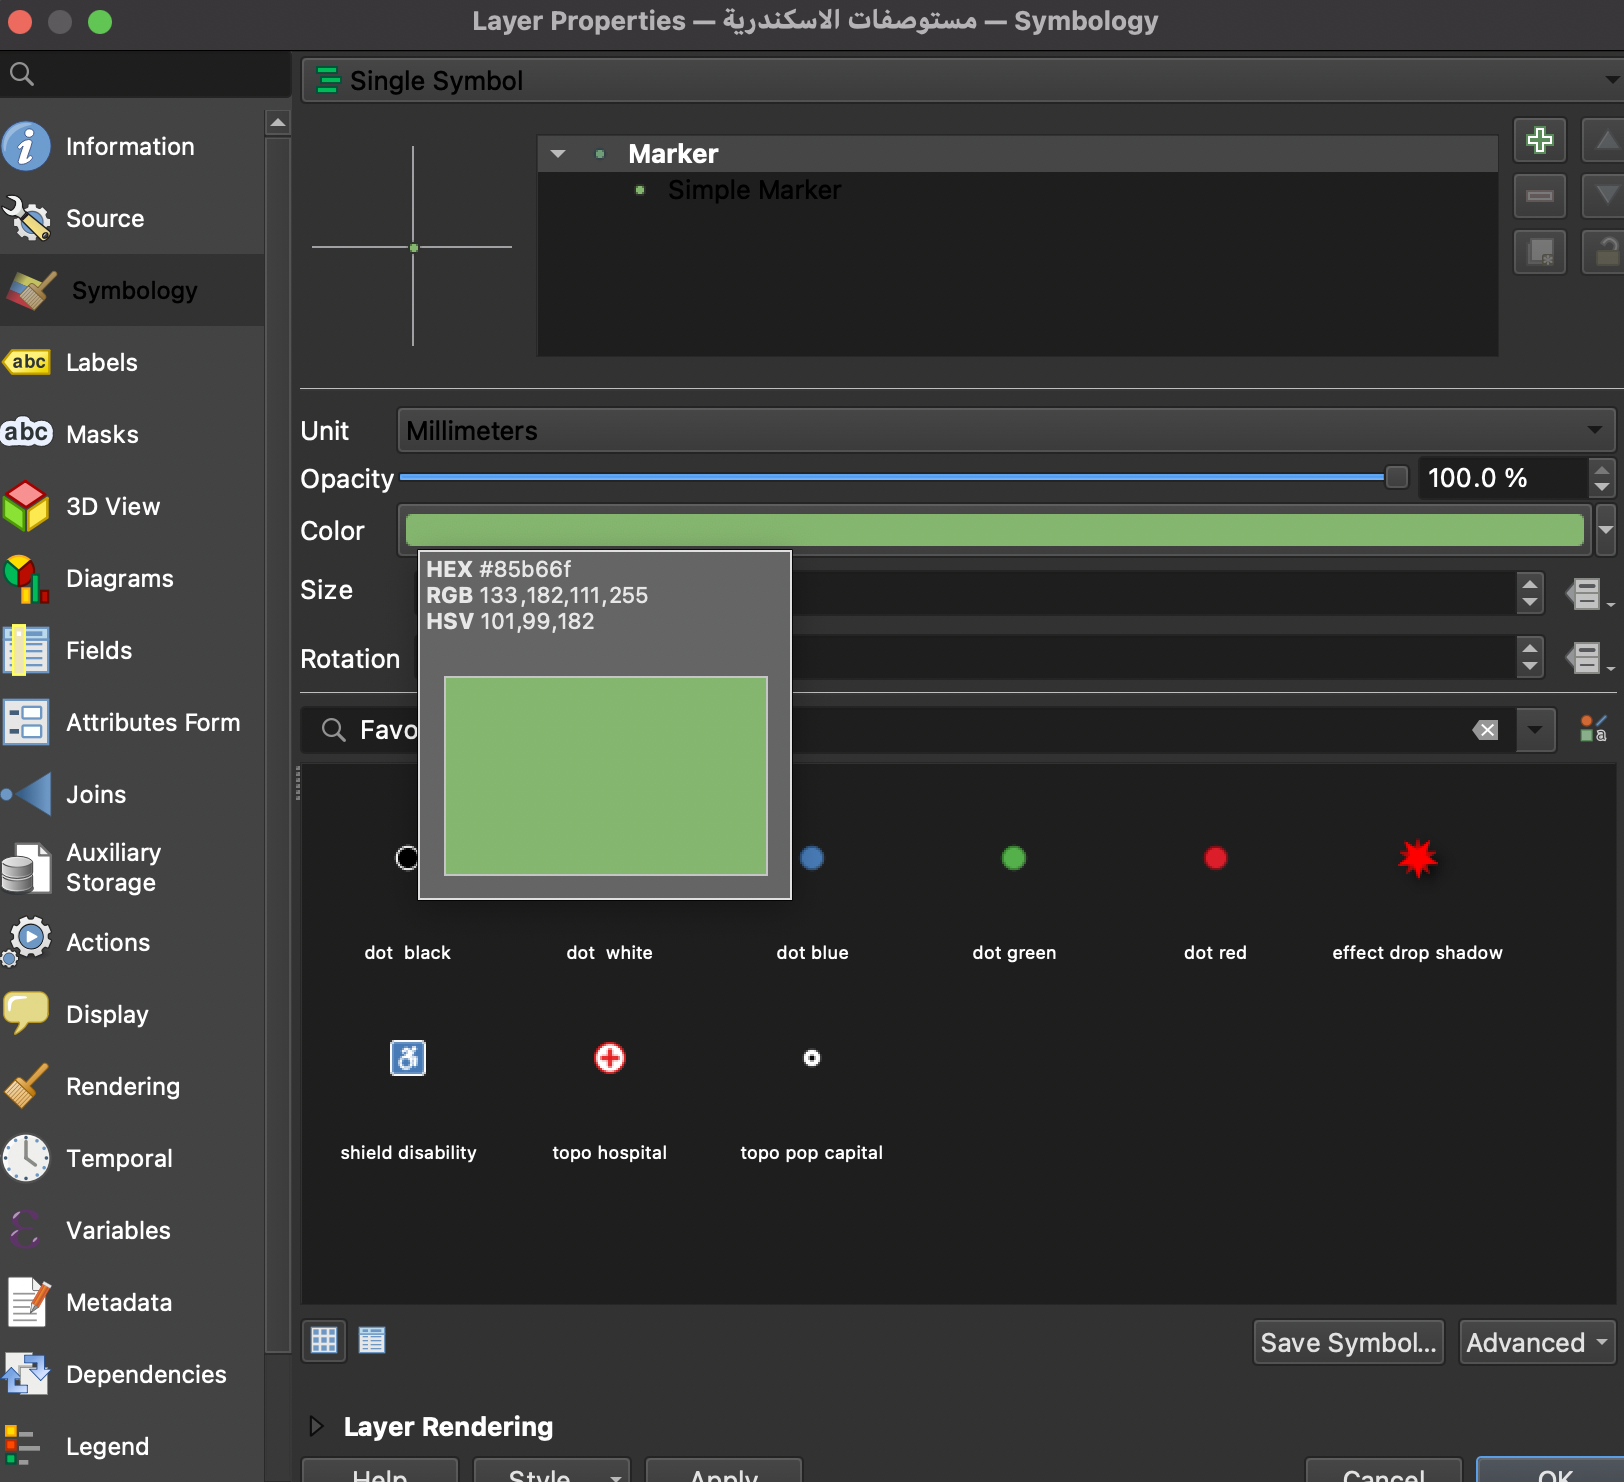 Layer Properties — مستوصفات الاسكندرية — Symbology
Single Symbol
Information
Source
Symbology
Labels
Masks
3D View
Diagrams
Fields
Attributes Form
Joins
Auxiliary
Storage
Actions
Display
Rendering
Temporal
Variables
Metadata
Dependencies
Legend
Marker
Simple Marker
Unit
Millimeters
Opacity
100.0 %
Color
HEX #85b66f
RGB 133,182,111,255
HSV 101,99,182
Size
Rotation
Favo
dot  black
dot  white
dot blue
dot green
dot red
effect drop shadow
shield disability
topo hospital
topo pop capital
Save Symbol...
Advanced
Layer Rendering
Help
Style
Apply
Cancel
OK